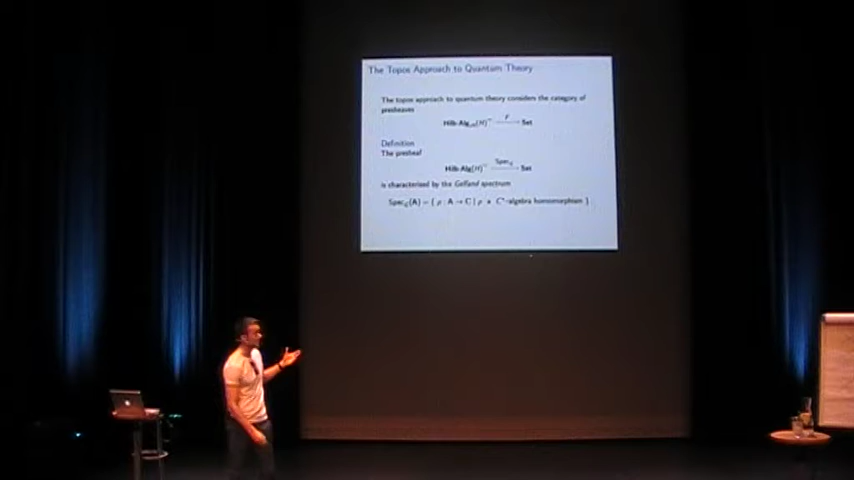 The Topos Approach to Quantum Theory
The topos approach to quantum theory considers the category of
presheaves
Hilb-Alg(H)ᵒᵖ —F→ Set
Definition
The presheaf
Hilb-Alg(H)ᵒᵖ —Spec_G→ Set
is characterised by the Gelfand spectrum
Spec_G(A) = { ρ : A → C | ρ a C*-algebra homomorphism }